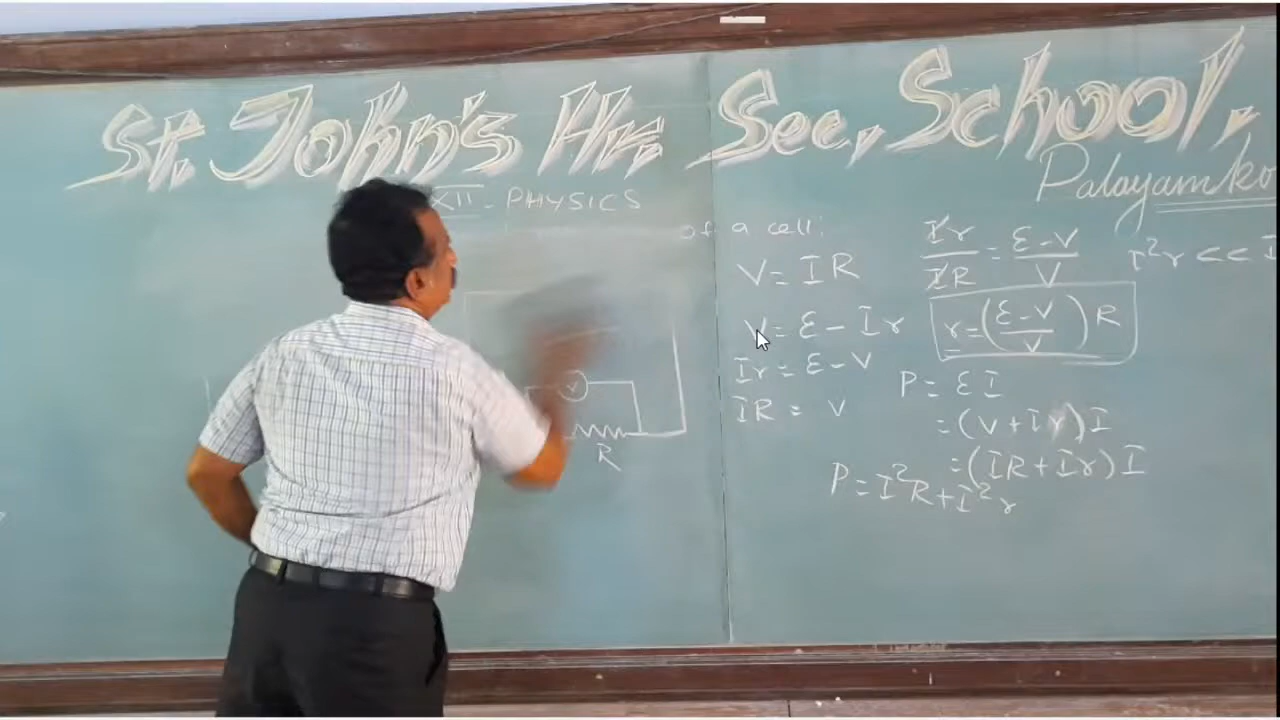 St. John's Hr. Sec. School,
Palayamko
XII - PHYSICS
of a cell:
V = IR
V = ε - Ir
Ir = ε - V
IR = V
Ir/IR = (ε - V)/V
r = ((ε - V)/V) R
P = εI
= (V + Ir) I
= (IR + Ir) I
P = I²R + I²r
I²r << I
V
R